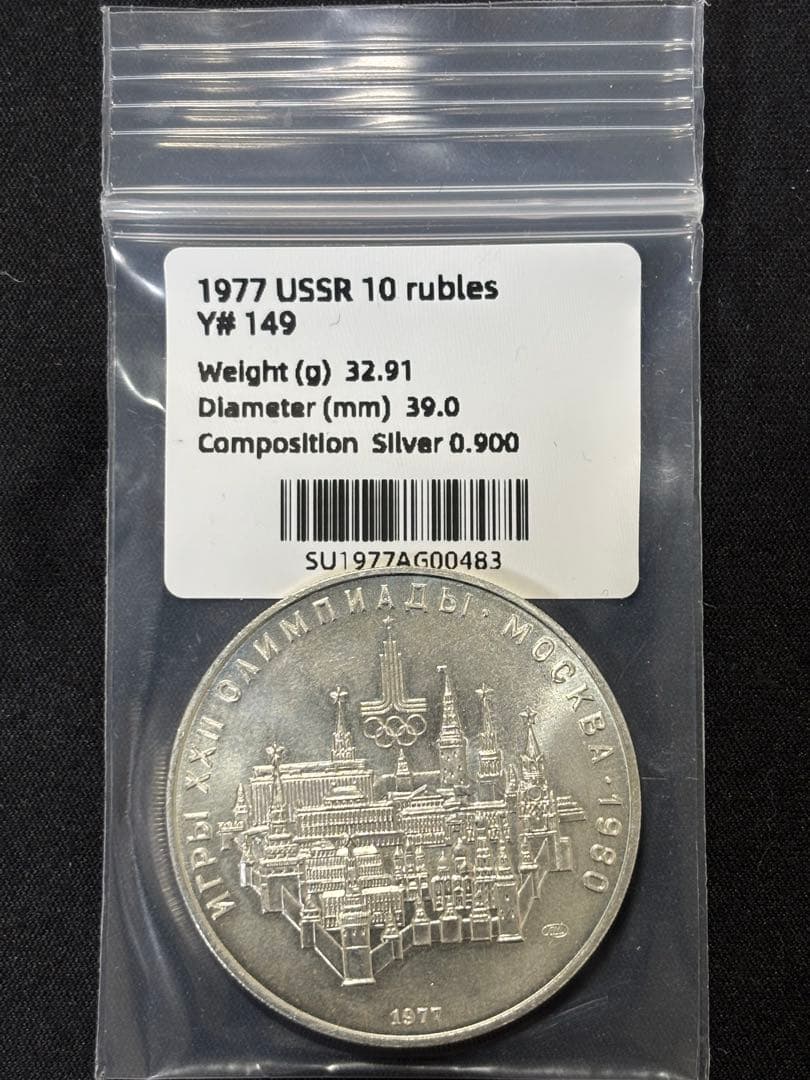 1977 USSR 10 rubles
Y# 149
Weight (g) 32.91
Diameter (mm) 39.0
Composition Silver 0.900
SU1977AG00483
ИГРЫ XXII ОЛИМПИАДЫ · МОСКВА · 1980
1977